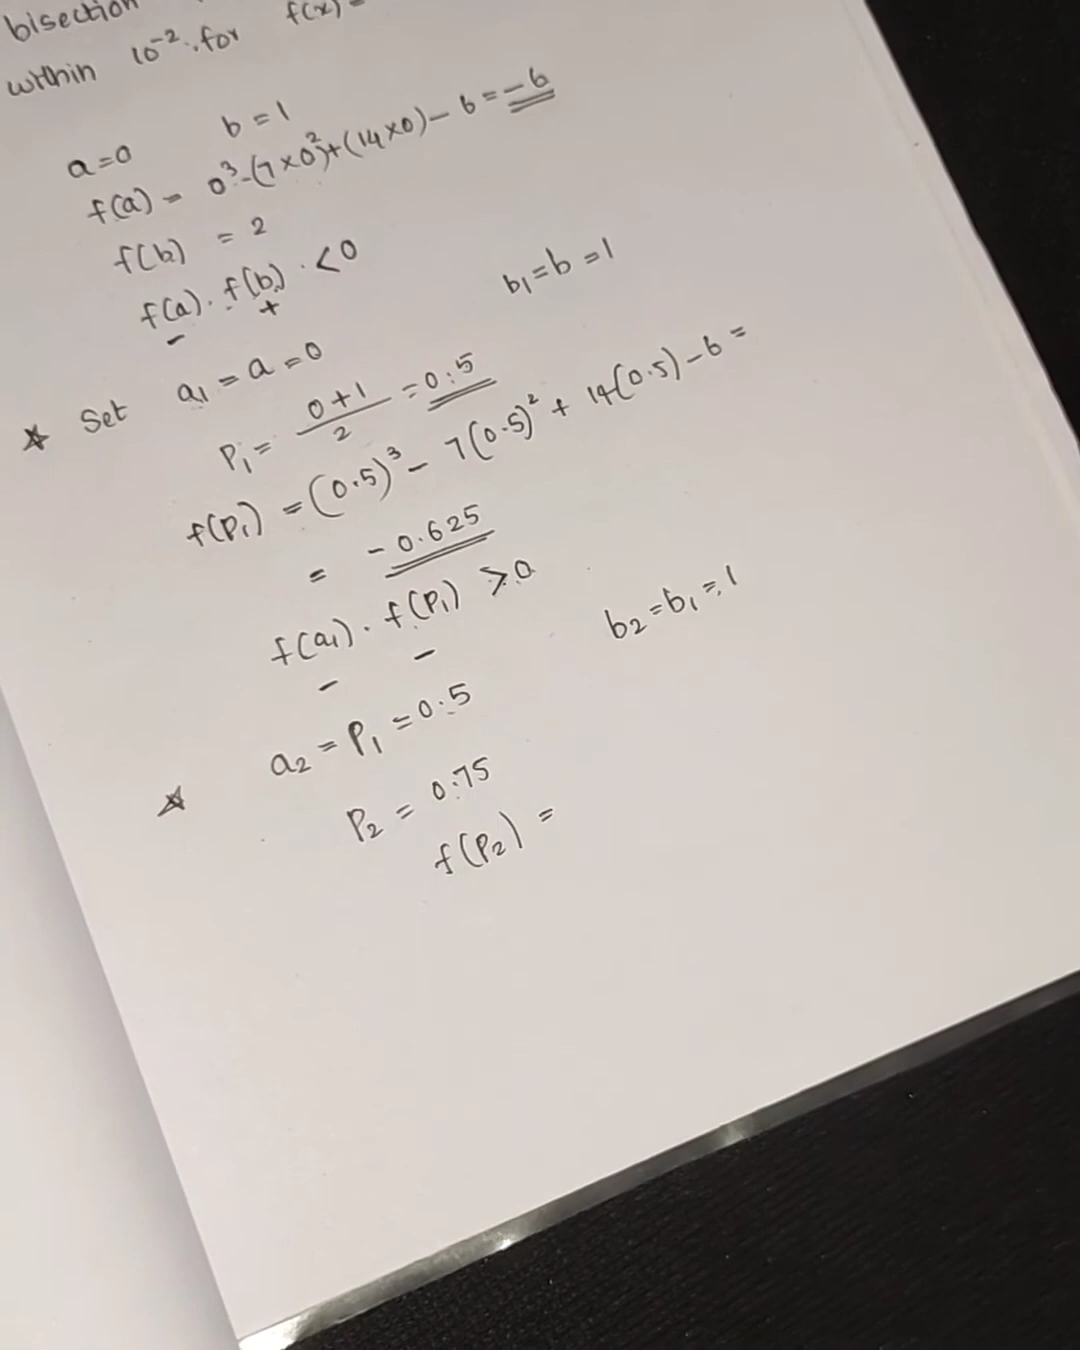 bisection
within 10⁻². for f(x) =
a=0 b=1
f(a) = 0³-(7×0²)+(14×0)-6 = -6
f(b) = 2
f(a). f(b) <0
- +
* Set a₁ = a = 0 b₁=b=1
P₁ = 0+1/2 = 0.5
f(P₁) = (0.5)³ - 7(0.5)² + 14(0.5)-6 =
= -0.625
f(a₁). f(P₁) >0
- -
* a₂ = P₁ = 0.5 b₂=b₁=1
P₂ = 0.75
f(P₂) =